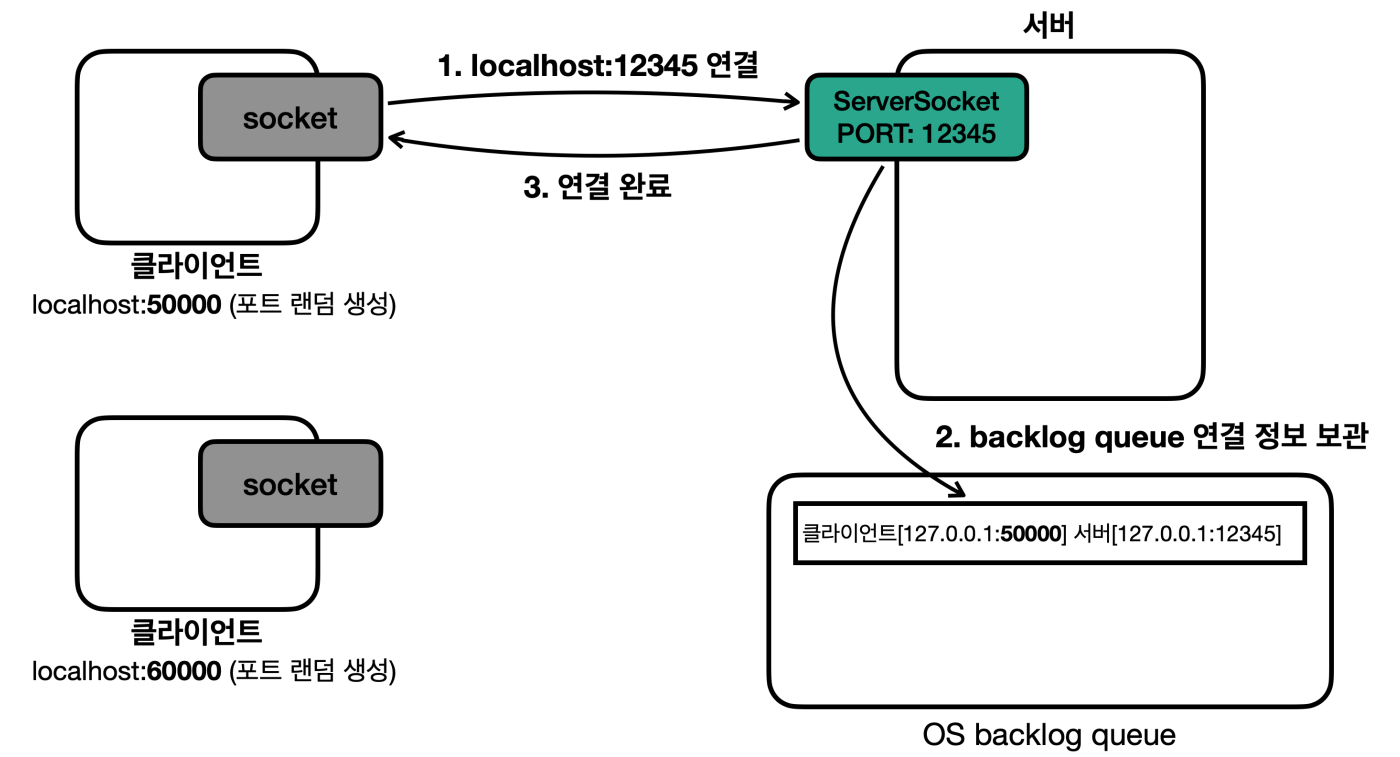 서버
1. localhost:12345 연결
socket
ServerSocket
PORT: 12345
3. 연결 완료
클라이언트
localhost:50000 (포트 랜덤 생성)
2. backlog queue 연결 정보 보관
socket
클라이언트[127.0.0.1:50000] 서버[127.0.0.1:12345]
클라이언트
localhost:60000 (포트 랜덤 생성)
OS backlog queue